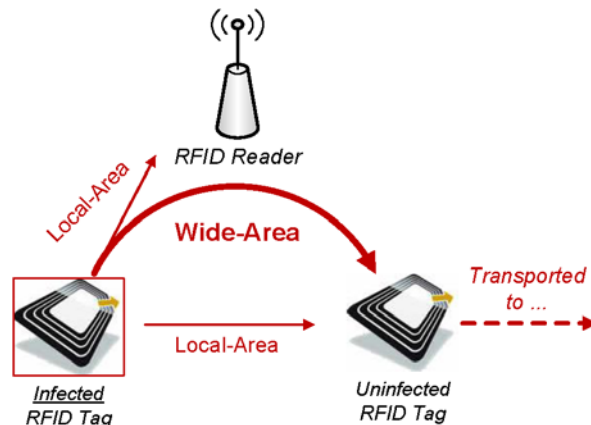 RFID Reader
Local-Area
Wide-Area
Transported
to ...
Local-Area
Infected
RFID Tag
Uninfected
RFID Tag